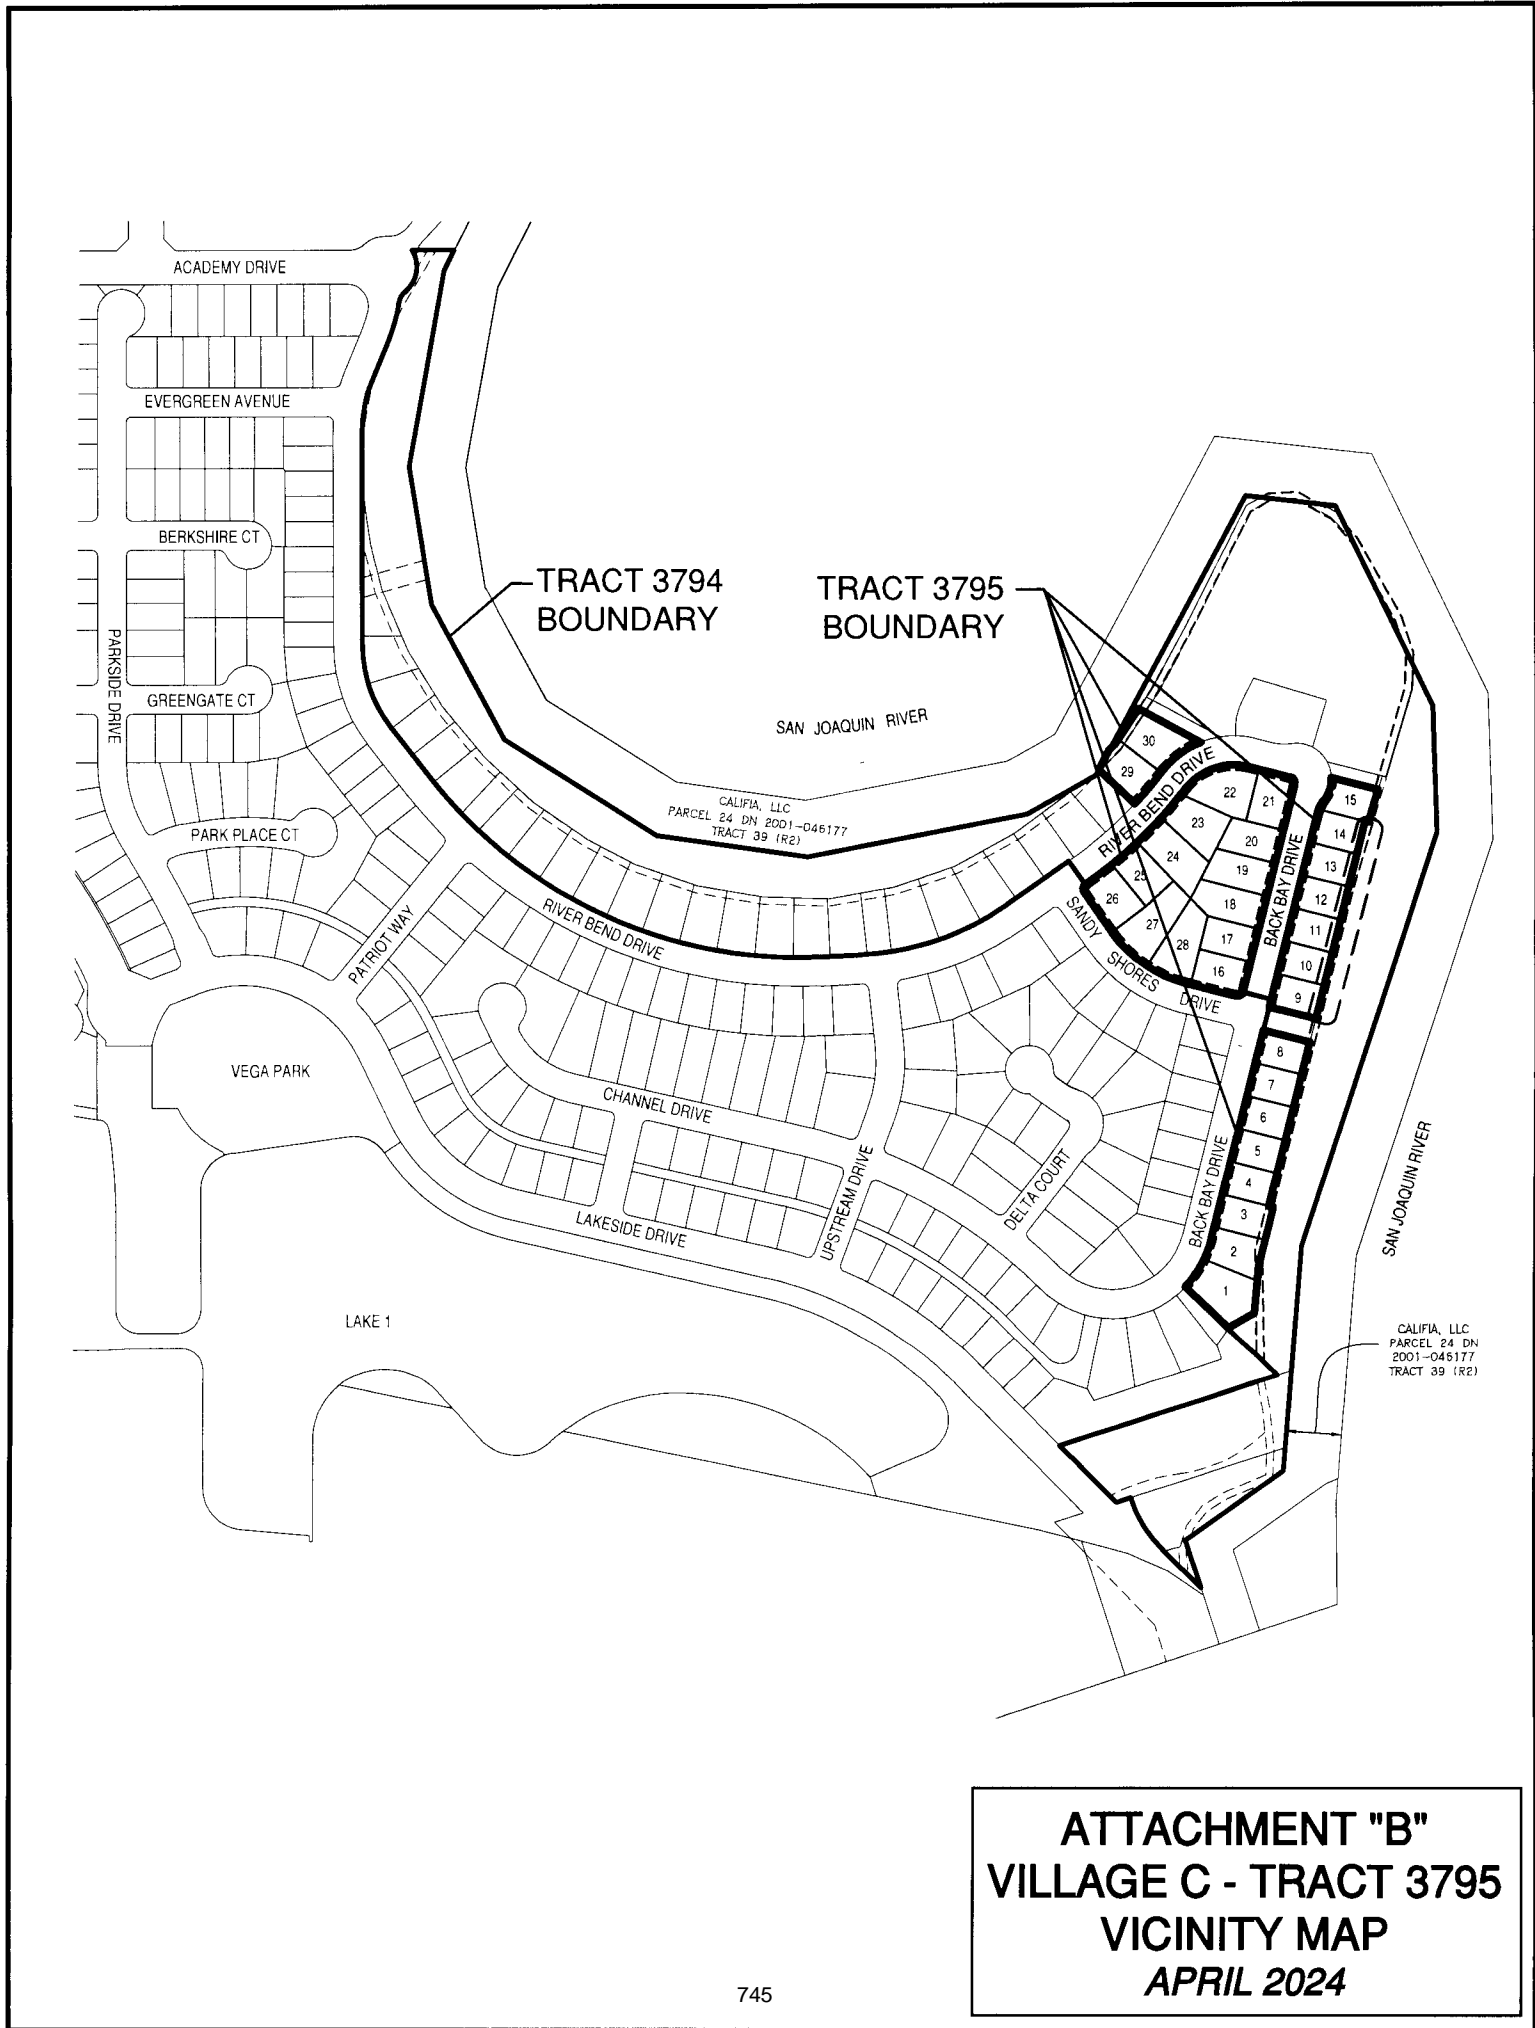 ACADEMY DRIVE
EVERGREEN AVENUE
BERKSHIRE CT
TRACT 3794
BOUNDARY
TRACT 3795
BOUNDARY
PARKSIDE DRIVE
GREENGATE CT
SAN JOAQUIN RIVER
30
29
RIVER BEND DRIVE
22
21
15
23
14
20
13
24
19
25
12
26
18
11
27
17
28
10
16
9
BACK BAY DRIVE
CALIFIA, LLC
PARCEL 24 DN 2001-046177
TRACT 39 (R2)
PARK PLACE CT
PATRIOT WAY
RIVER BEND DRIVE
SANDY SHORES DRIVE
8
7
6
5
4
3
2
1
VEGA PARK
CHANNEL DRIVE
UPSTREAM DRIVE
DELTA COURT
BACK BAY DRIVE
SAN JOAQUIN RIVER
LAKESIDE DRIVE
LAKE 1
CALIFIA, LLC
PARCEL 24 DN
2001-046177
TRACT 39 (R2)
ATTACHMENT "B"
VILLAGE C - TRACT 3795
VICINITY MAP
APRIL 2024
745